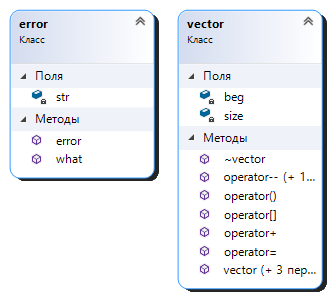 error
Класс
Поля
str
Методы
error
what
vector
Класс
Поля
beg
size
Методы
~vector
operator-- (+ 1...
operator()
operator[]
operator+
operator=
vector (+ 3 пер...